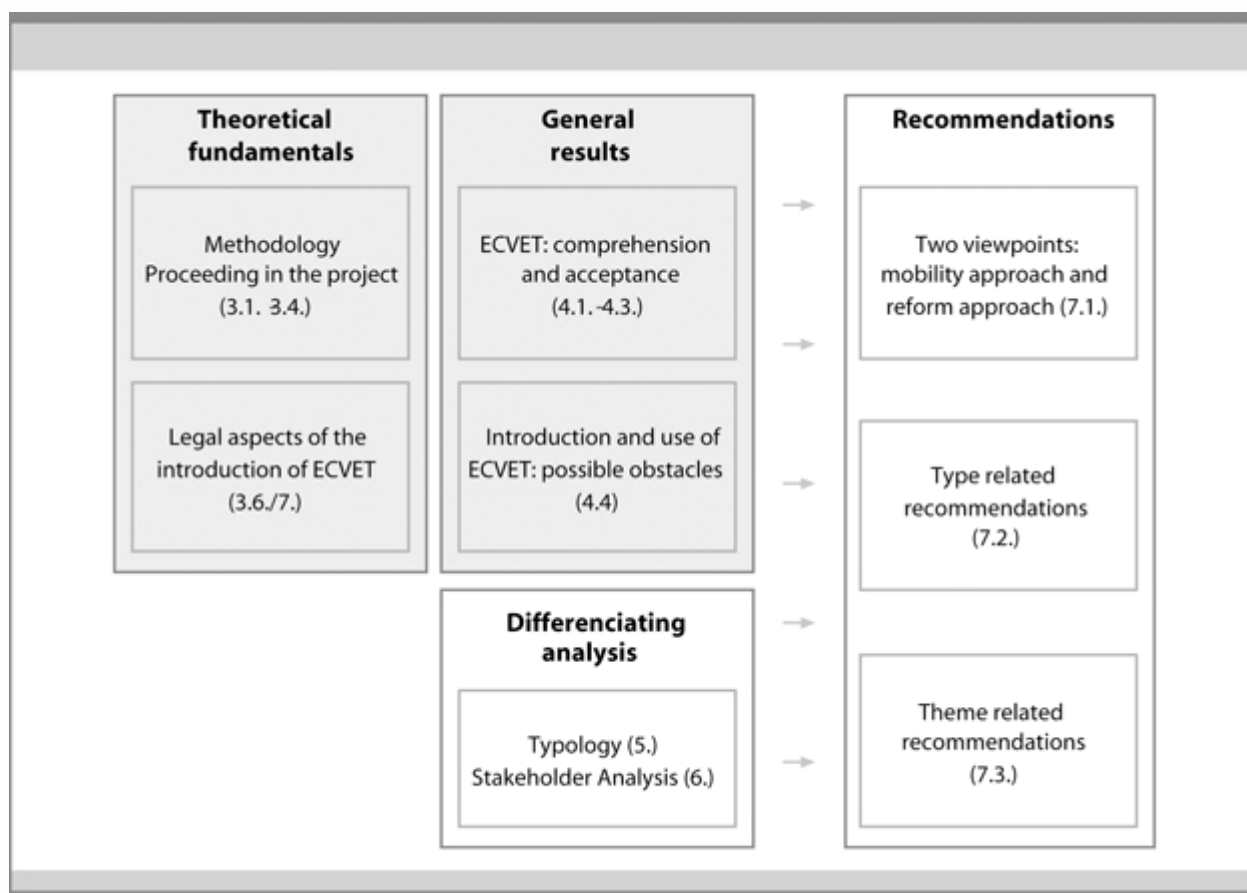 Theoretical
fundamentals
Methodology
Proceeding in the project
(3.1. -3.4.)
Legal aspects of the
introduction of ECVET
(3.6./7.)
General
results
ECVET: comprehension
and acceptance
(4.1. -4.3.)
Introduction and use of
ECVET: possible obstacles
(4.4)
Differenciating
analysis
Typology (5.)
Stakeholder Analysis (6.)
Recommendations
Two viewpoints:
mobility approach and
reform approach (7.1.)
Type related
recommendations
(7.2.)
Theme related
recommendations
(7.3.)